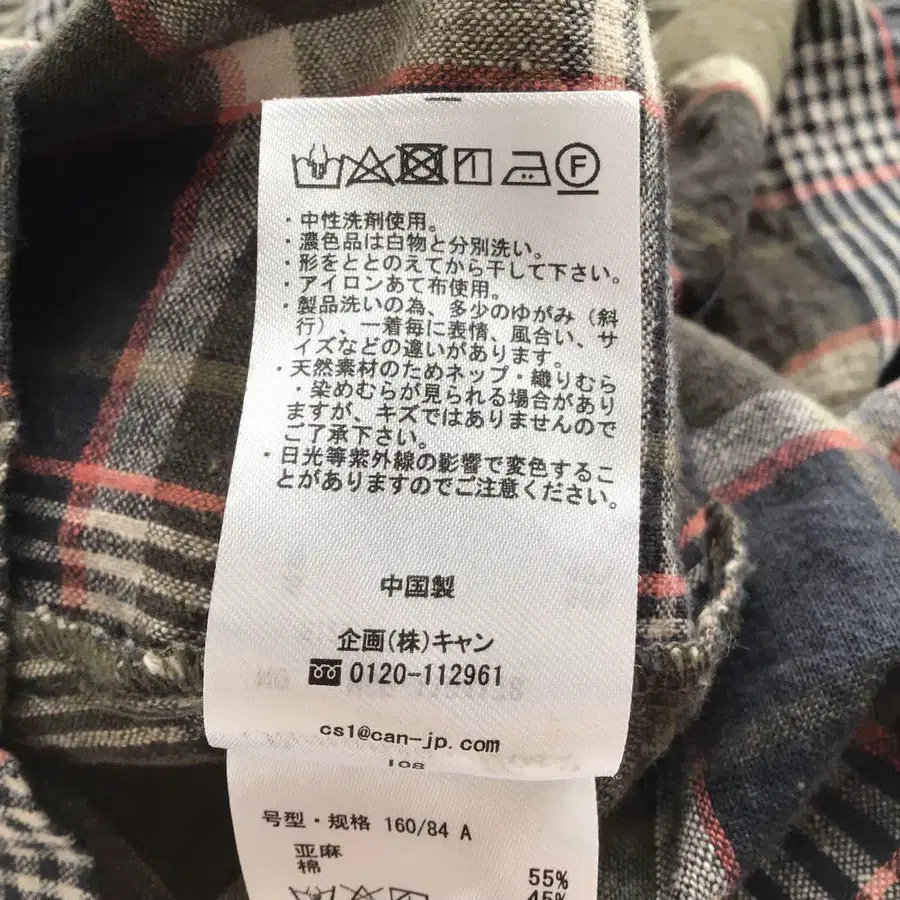 ・中性洗剤使用。
・濃色品は白物と分別洗い。
・形をととのえてから干して下さい。
・アイロンあて布使用。
・製品洗いの為、多少のゆがみ（斜
行）、一着毎に表情、風合い、サ
イズなどの違いがあります。
・天然素材のためネップ・織りむら
・染めむらが見られる場合があり
ますが、キズではありませんので
ご了承下さい。
・日光等紫外線の影響で変色するこ
とがありますのでご注意ください。
中国製
企画(株)キャン
0120-112961
cs1@can-jp.com
108
号型・规格 160/84 A
亚麻 55%
棉 45%